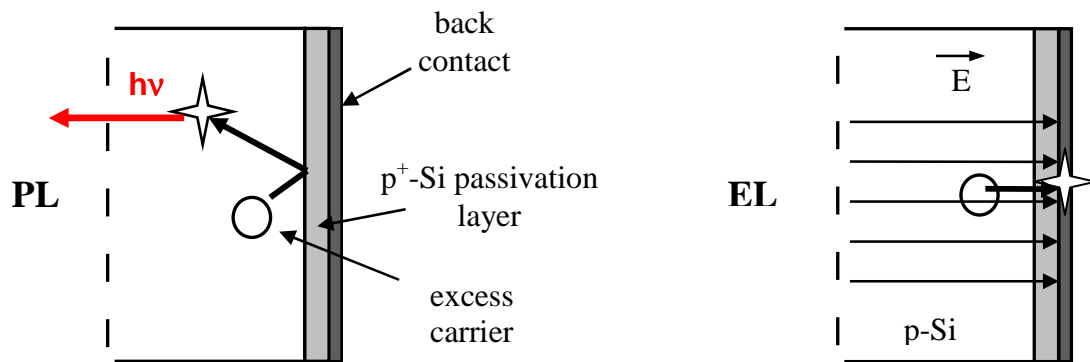 back
contact
hν
PL
p⁺-Si passivation
layer
excess
carrier
E
EL
p-Si